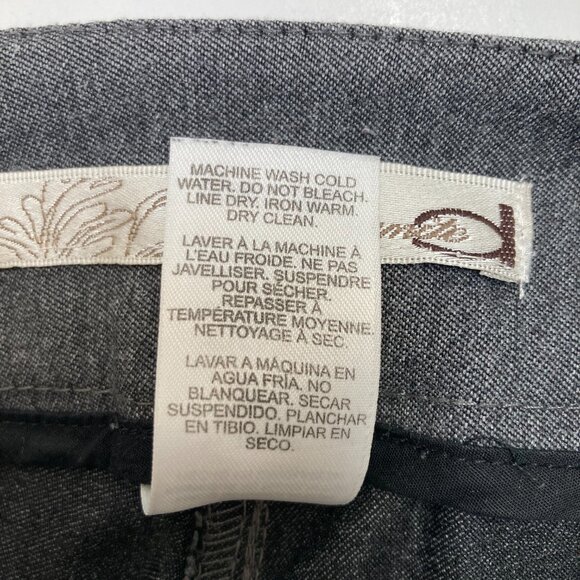 MACHINE WASH COLD
WATER. DO NOT BLEACH.
LINE DRY. IRON WARM.
DRY CLEAN.
LAVER À LA MACHINE À
L'EAU FROIDE. NE PAS
JAVELLISER. SUSPENDRE
POUR SÉCHER.
REPASSER À
TEMPÉRATURE MOYENNE.
NETTOYAGE À SEC.
LAVAR A MÁQUINA EN
AGUA FRÍA. NO
BLANQUEAR. SECAR
SUSPENDIDO. PLANCHAR
EN TIBIO. LIMPIAR EN
SECO.